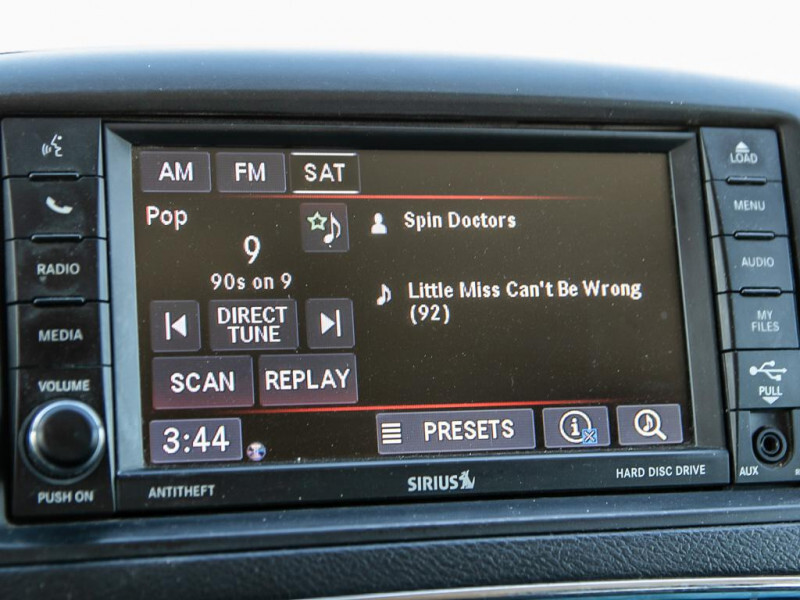 AM FM SAT
Pop
9
90s on 9
DIRECT
TUNE
SCAN REPLAY
3:44
Spin Doctors
Little Miss Can't Be Wrong
(92)
PRESETS
i
RADIO
MEDIA
VOLUME
PUSH ON
ANTITHEFT
SIRIUS
HARD DISC DRIVE
LOAD
MENU
AUDIO
MY
FILES
PULL
AUX